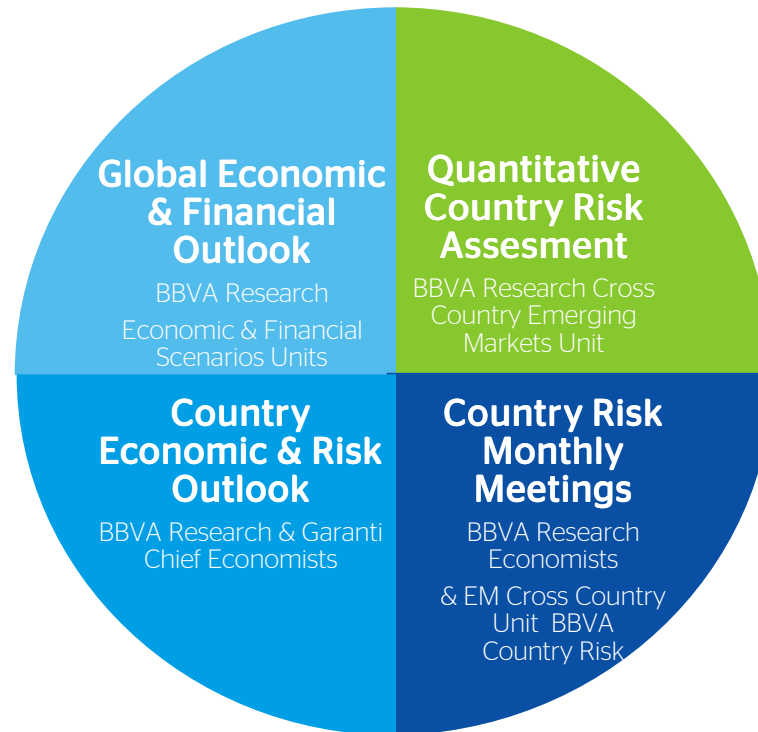 Global Economic
& Financial
Outlook
BBVA Research
Economic & Financial
Scenarios Units
Quantitative
Country Risk
Assesment
BBVA Research Cross
Country Emerging
Markets Unit
Country
Economic & Risk
Outlook
BBVA Research & Garanti
Chief Economists
Country Risk
Monthly
Meetings
BBVA Research
Economists
& EM Cross Country
Unit BBVA
Country Risk